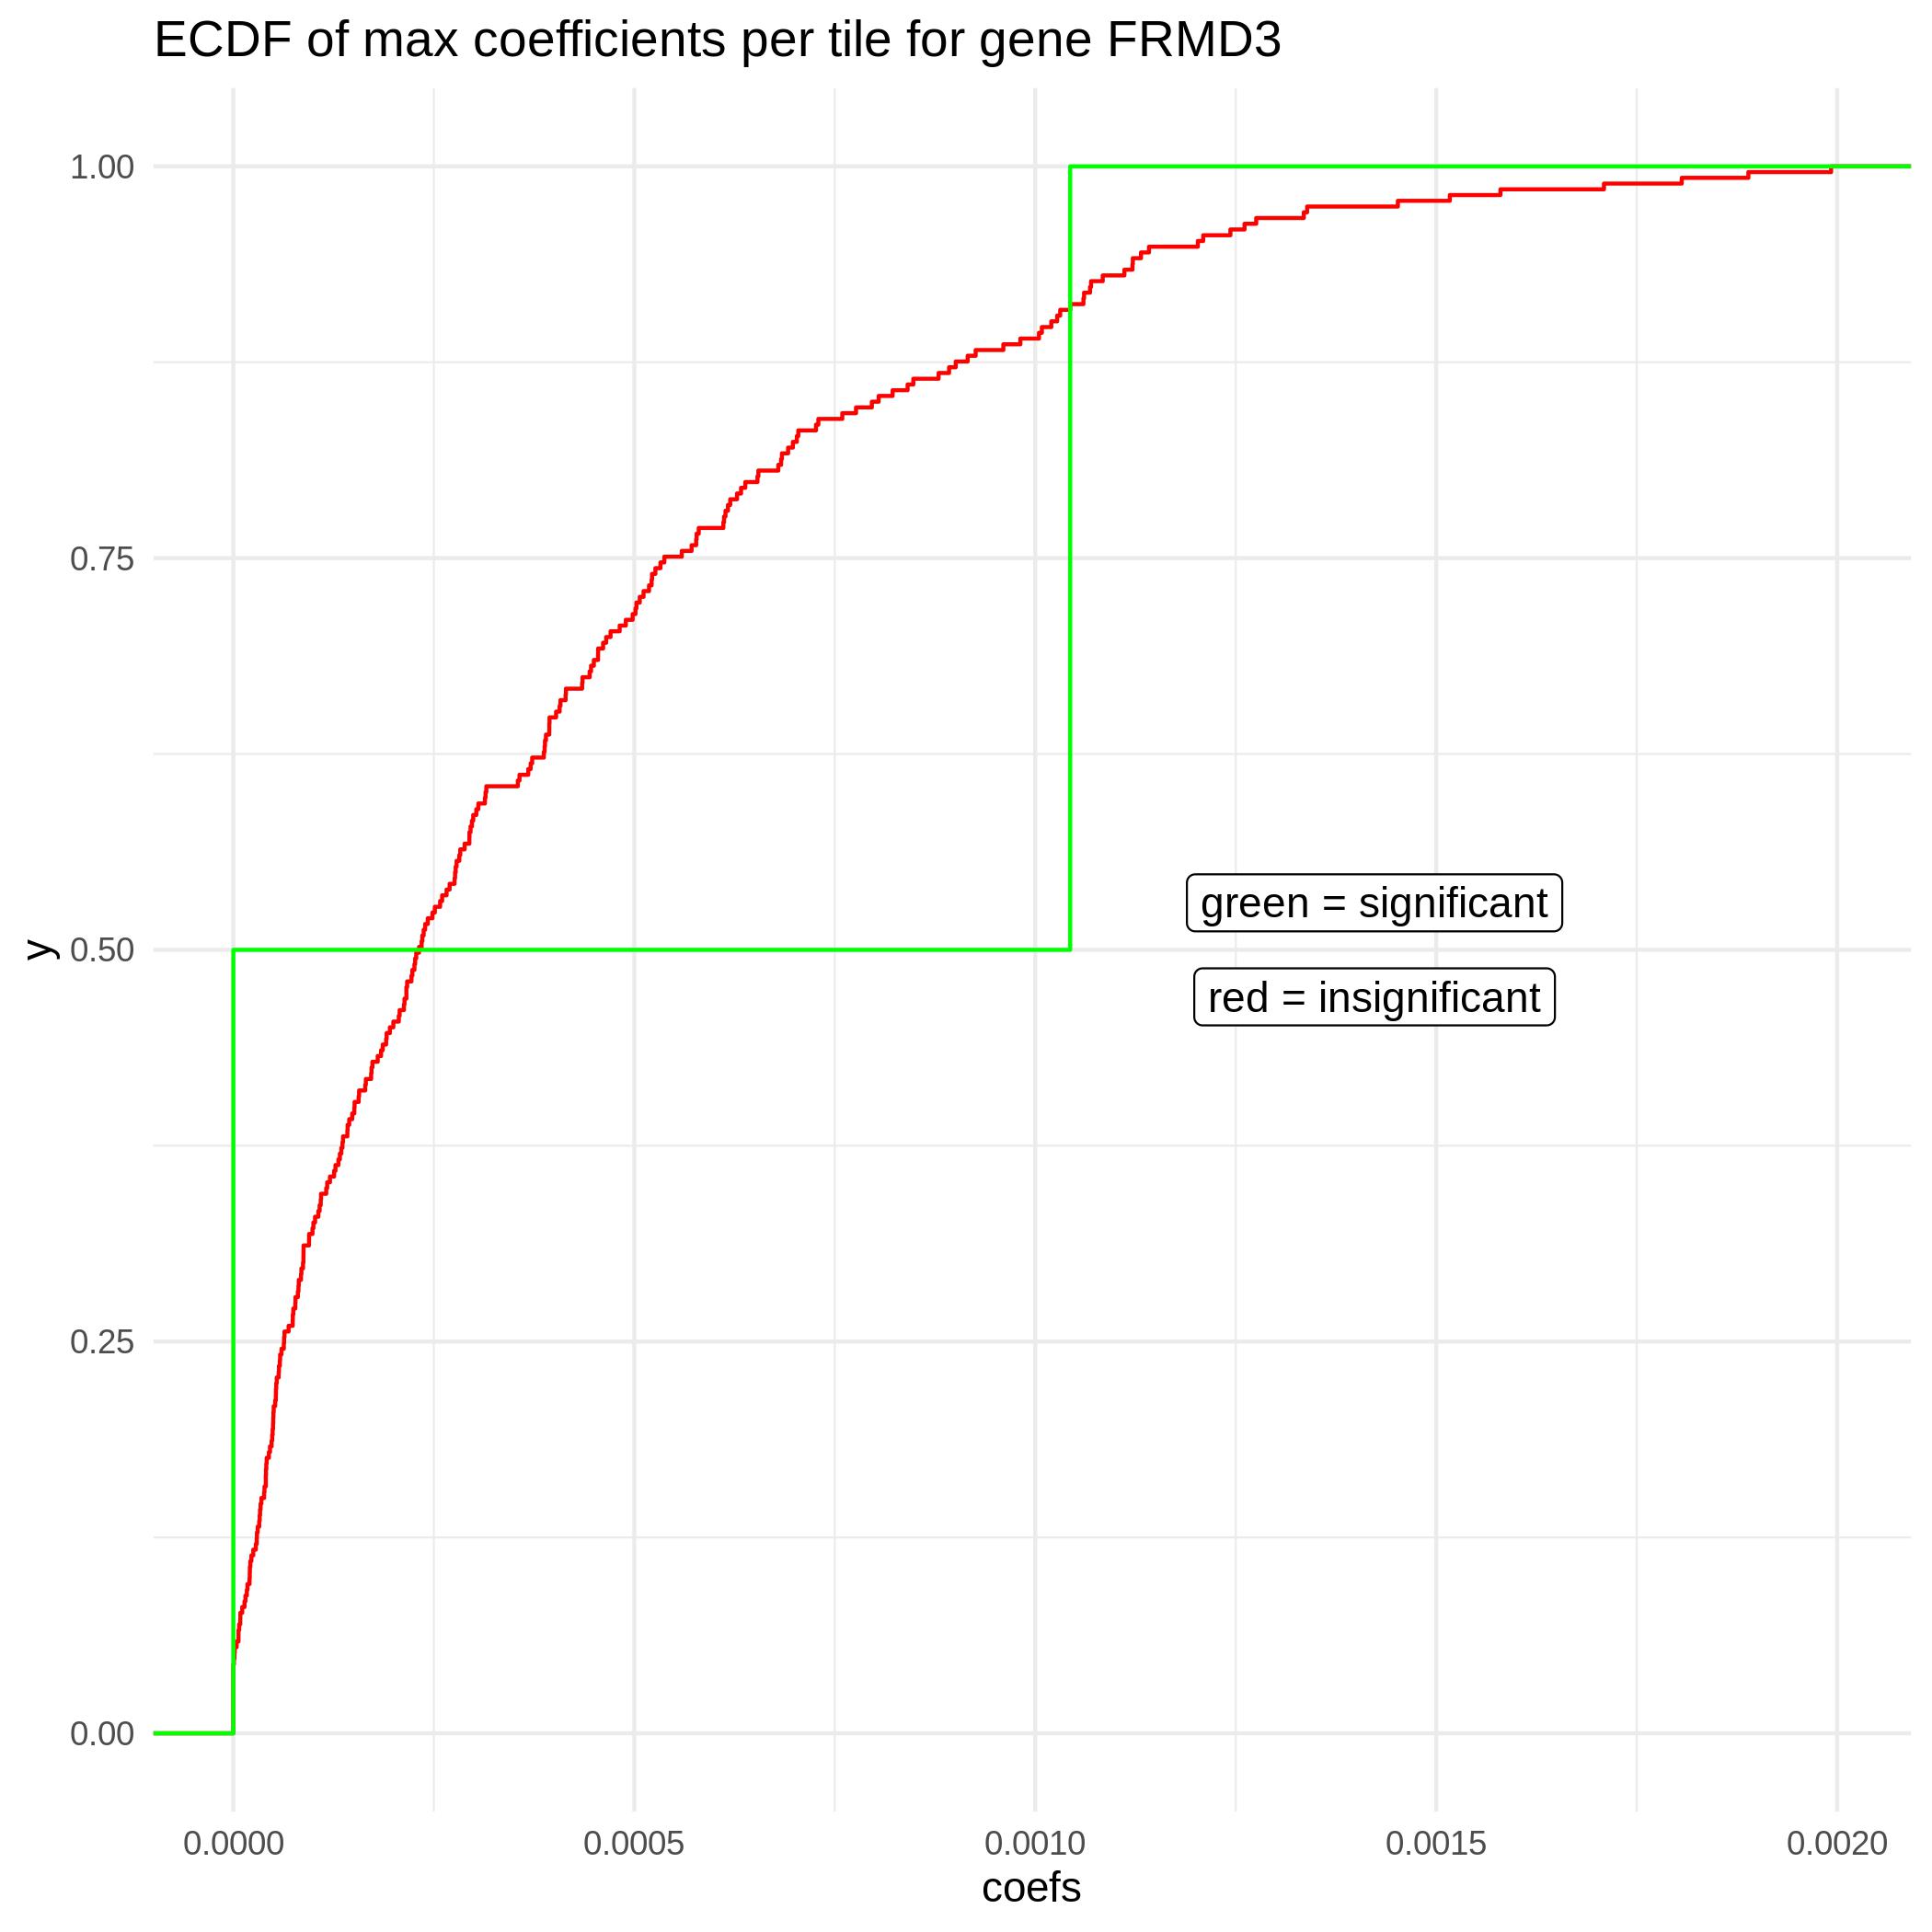 ECDF of max coefficients per tile for gene FRMD3
1.00
0.75
0.50
0.25
0.00
y
green = significant
red = insignificant
0.0000 0.0005 0.0010 0.0015 0.0020
coefs